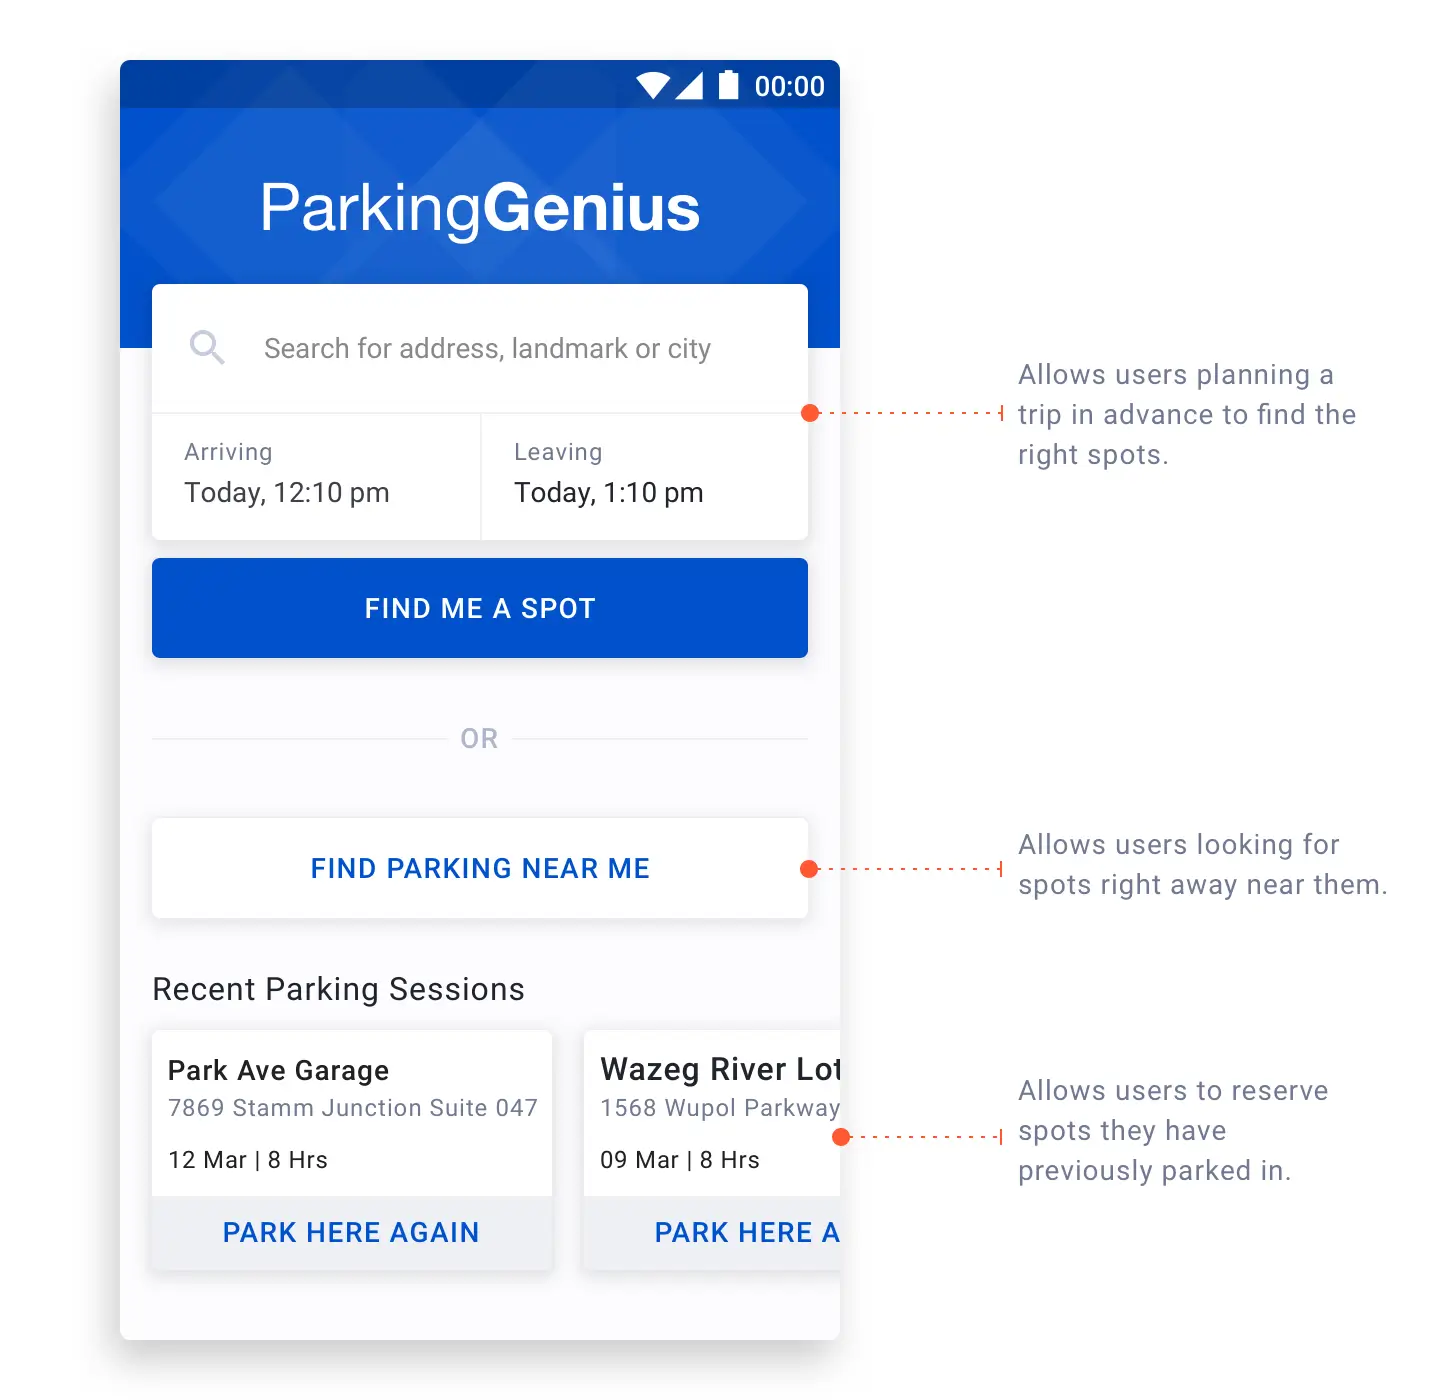 00:00
ParkingGenius
Search for address, landmark or city
Arriving
Today, 12:10 pm
Leaving
Today, 1:10 pm
FIND ME A SPOT
OR
FIND PARKING NEAR ME
Recent Parking Sessions
Park Ave Garage
7869 Stamm Junction Suite 047
12 Mar | 8 Hrs
PARK HERE AGAIN
Wazeg River Lot
1568 Wupol Parkway
09 Mar | 8 Hrs
PARK HERE A
Allows users planning a
trip in advance to find the
right spots.
Allows users looking for
spots right away near them.
Allows users to reserve
spots they have
previously parked in.